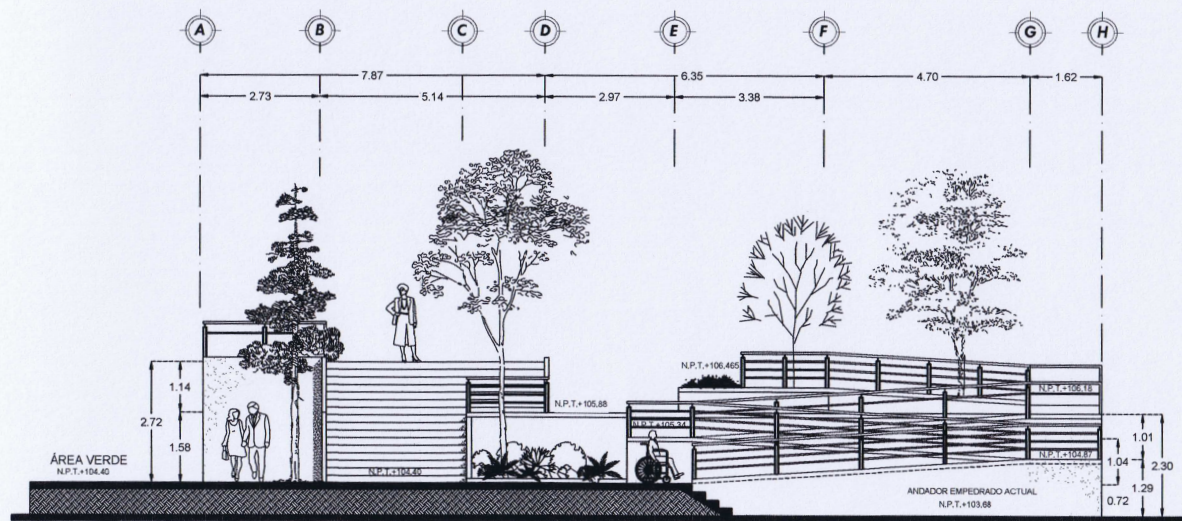 A B C D E F G H
7.87 6.35 4.70 1.62
2.73 5.14 2.97 3.38
N.P.T.+106.465
N.P.T.+106.18
1.14
N.P.T.+105.88
2.72
N.P.T.+105.34
1.58
1.01
1.04
2.30
ÁREA VERDE
N.P.T.+104.40
N.P.T.+104.40
N.P.T.+104.87
1.29
0.72
ANDADOR EMPEDRADO ACTUAL
N.P.T.+103.68